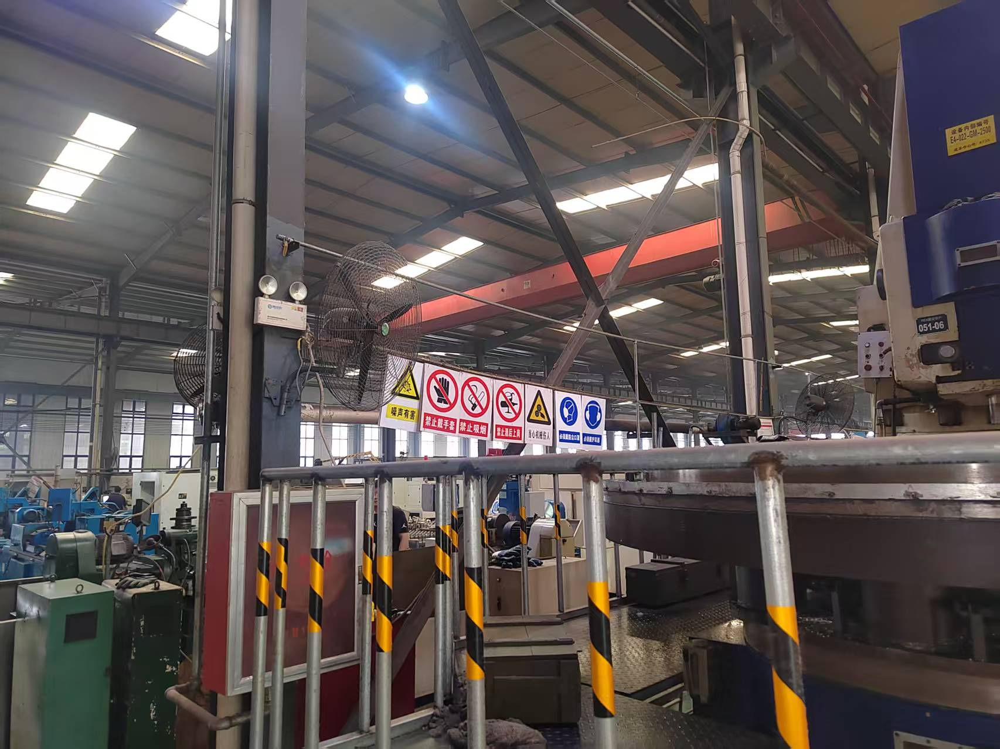 设备内部编号
E4-022-GM-2500
051-06
噪声有害
禁止戴手套
禁止吸烟
禁止酒后上岗
当心机械伤人
必须戴防尘口罩
必须戴护耳器